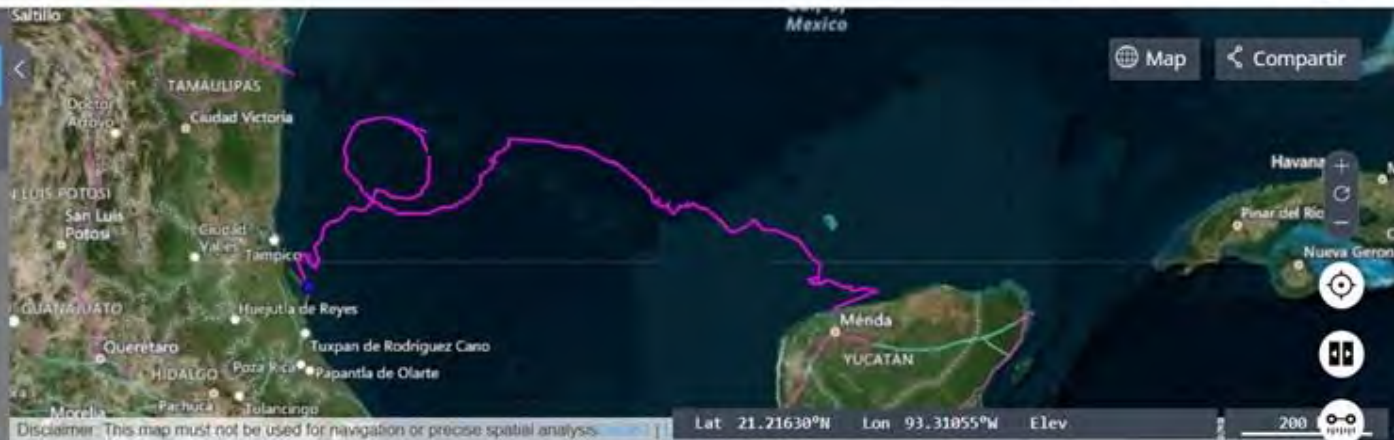 Saltillo
Mexico
Map
Compartir
TAMAULIPAS
Doctor
Arroyo
Ciudad Victoria
Havana
LUIS POTOSI
San Luis
Potosi
Pinar del Rio
Ciudad
Valles
Tampico
Nueva Geron
GUANAJUATO
Huejutla de Reyes
Mérida
Querétaro
Tuxpan de Rodríguez Cano
YUCATÁN
HIDALGO
Poza Rica
Papantla de Olarte
Pachuca
Tulancingo
Morelia
Disclaimer: This map must not be used for navigation or precise spatial analysis
Lat 21.21630°N Lon 93.31055°W Elev
200